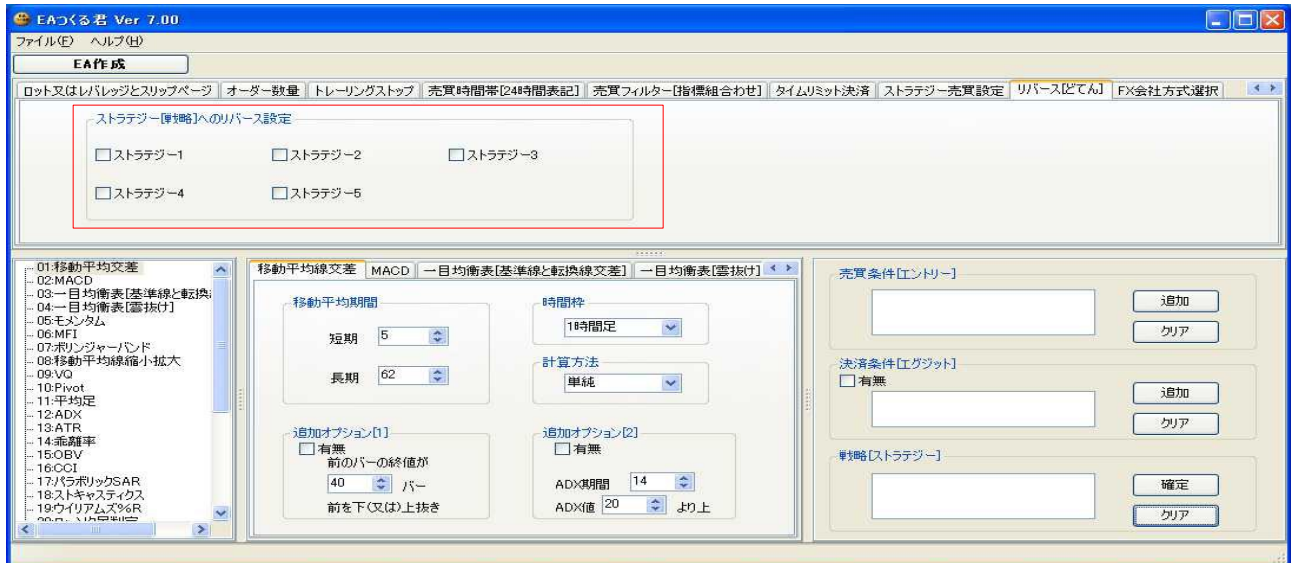 EAつくる君 Ver 7.00
ファイル(F) ヘルプ(H)
EA作成
ロット又はレバレッジとスリップページ オーダー数量 トレーリングストップ 売買時間帯[24時間表記] 売買フィルター[指標組合わせ] タイムリミット決済 ストラテジー売買設定 リバース[どてん] FX会社方式選択
ストラテジー[戦略]へのリバース設定
ストラテジー1 ストラテジー2 ストラテジー3
ストラテジー4 ストラテジー5
01:移動平均交差
02:MACD
03:一目均衡表[基準線と転換
04:一目均衡表[雲抜け]
05:モメンタム
06:MFI
07:ボリンジャーバンド
08:移動平均線縮小拡大
09:VQ
10:Pivot
11:平均足
12:ADX
13:ATR
14:乖離率
15:OBV
16:CCI
17:パラボリックSAR
18:ストキャスティクス
19:ウイリアムズ%R
移動平均線交差 MACD 一目均衡表[基準線と転換線交差] 一目均衡表[雲抜け]
移動平均期間
短期 5
長期 62
時間枠
1時間足
計算方法
単純
追加オプション[1]
有無
前のバーの終値が
40 バー
前を下(又は)上抜き
追加オプション[2]
有無
ADX期間 14
ADX値 20 より上
売買条件[エントリー]
追加
クリア
決済条件[エグジット]
有無
追加
クリア
戦略[ストラテジー]
確定
クリア